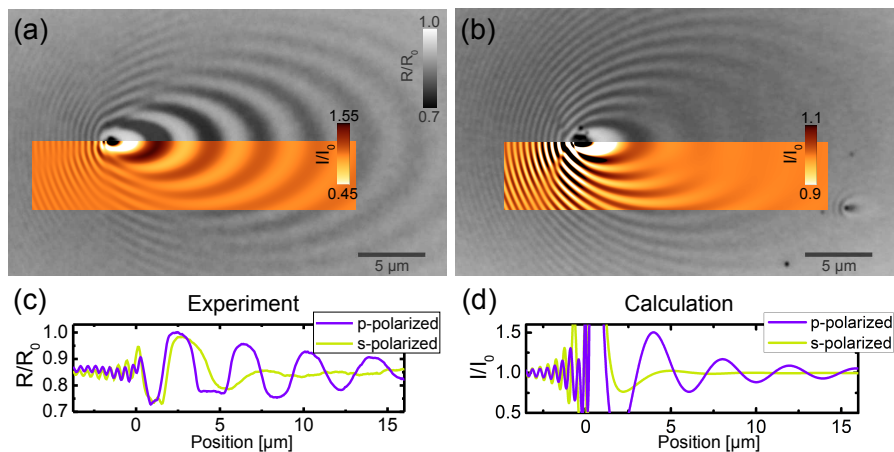 (a)
1.0
R/R0
0.7
1.55
I/I0
0.45
5 µm
(b)
1.1
I/I0
0.9
5 µm
(c)
Experiment
p-polarized
s-polarized
1.0
0.9
0.8
0.7
R/R0
0
5
10
15
Position [µm]
(d)
Calculation
p-polarized
s-polarized
1.5
1.0
0.5
I/I0
0
5
10
15
Position [µm]